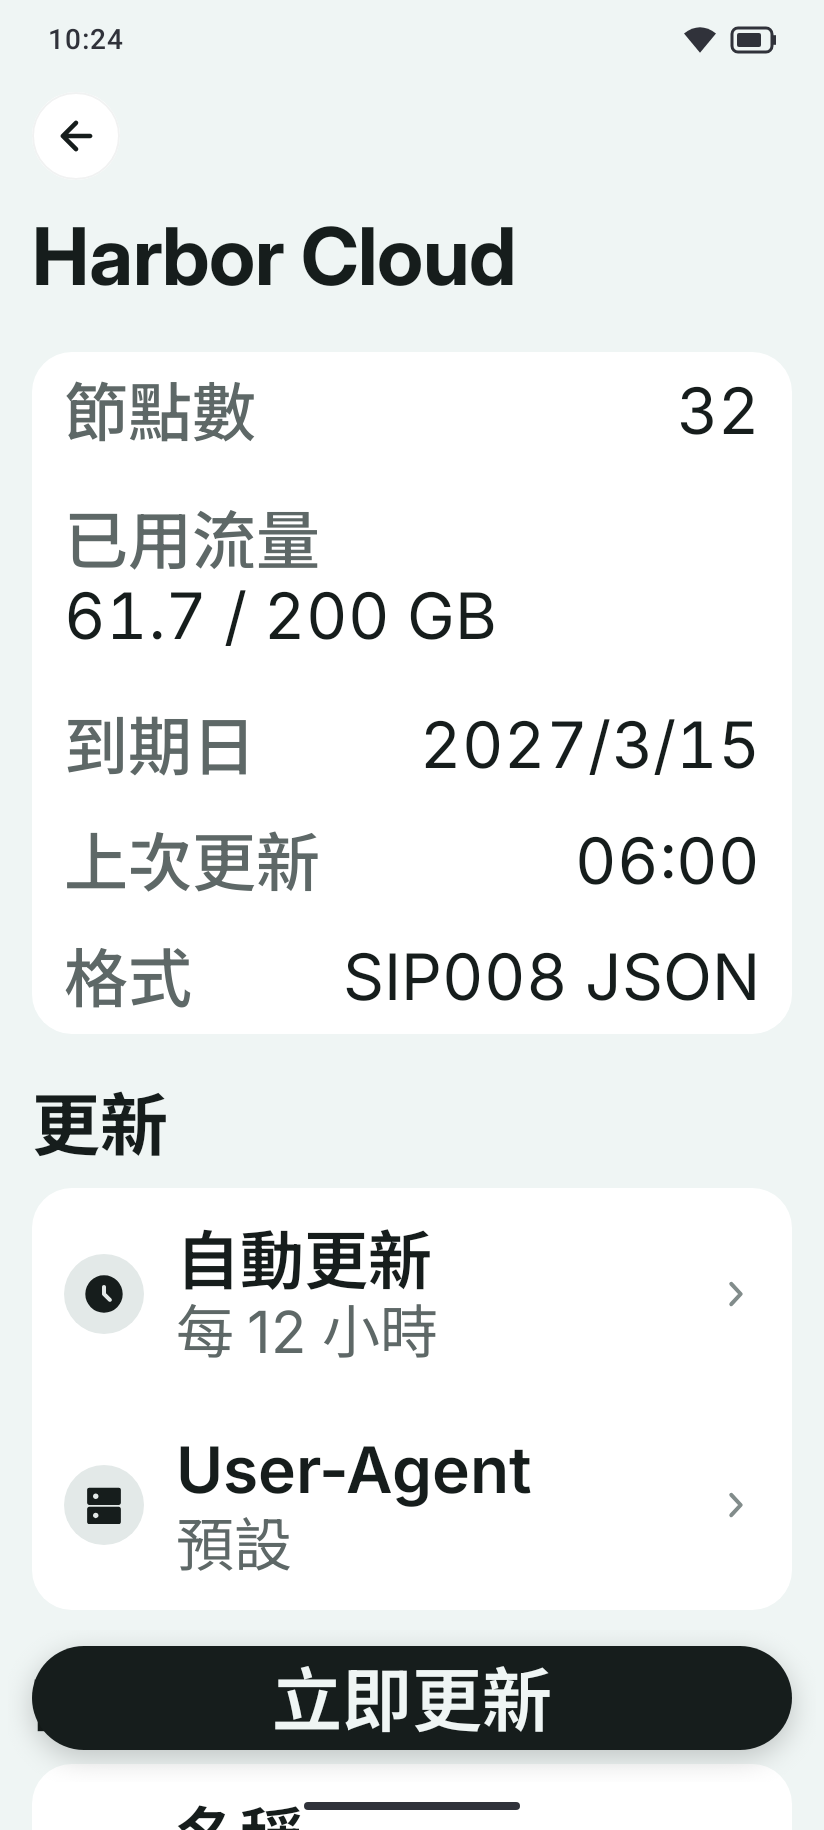 10:24
Harbor Cloud
節點數 32
已用流量
61.7 / 200 GB
到期日 2027/3/15
上次更新 06:00
格式 SIP008 JSON
更新
自動更新
每 12 小時
User-Agent
預設
立即更新
名稱